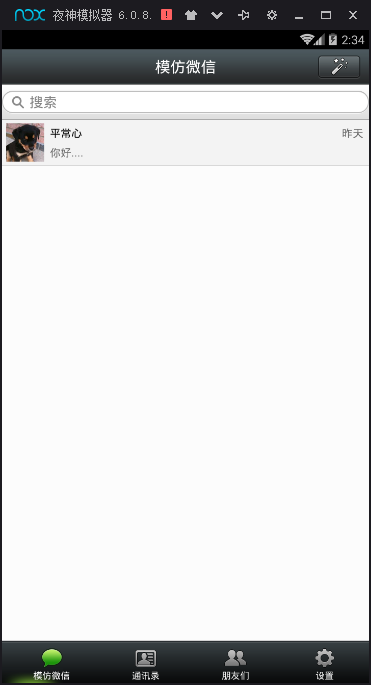 nox 夜神模拟器 6.0.8.
2:34
模仿微信
搜索
平常心 昨天
你好....
模仿微信 通讯录 朋友们 设置